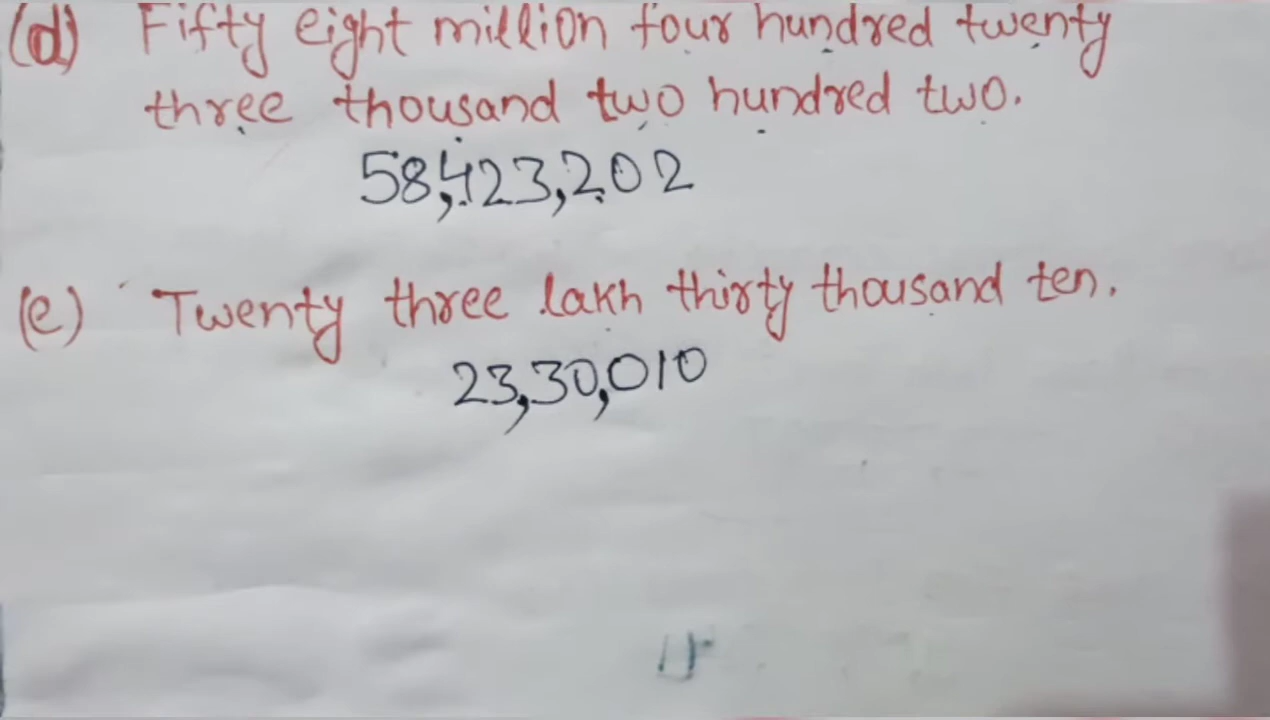 (d) Fifty eight million four hundred twenty
three thousand two hundred two.
58,423,202
(e) Twenty three lakh thirty thousand ten.
23,30,010